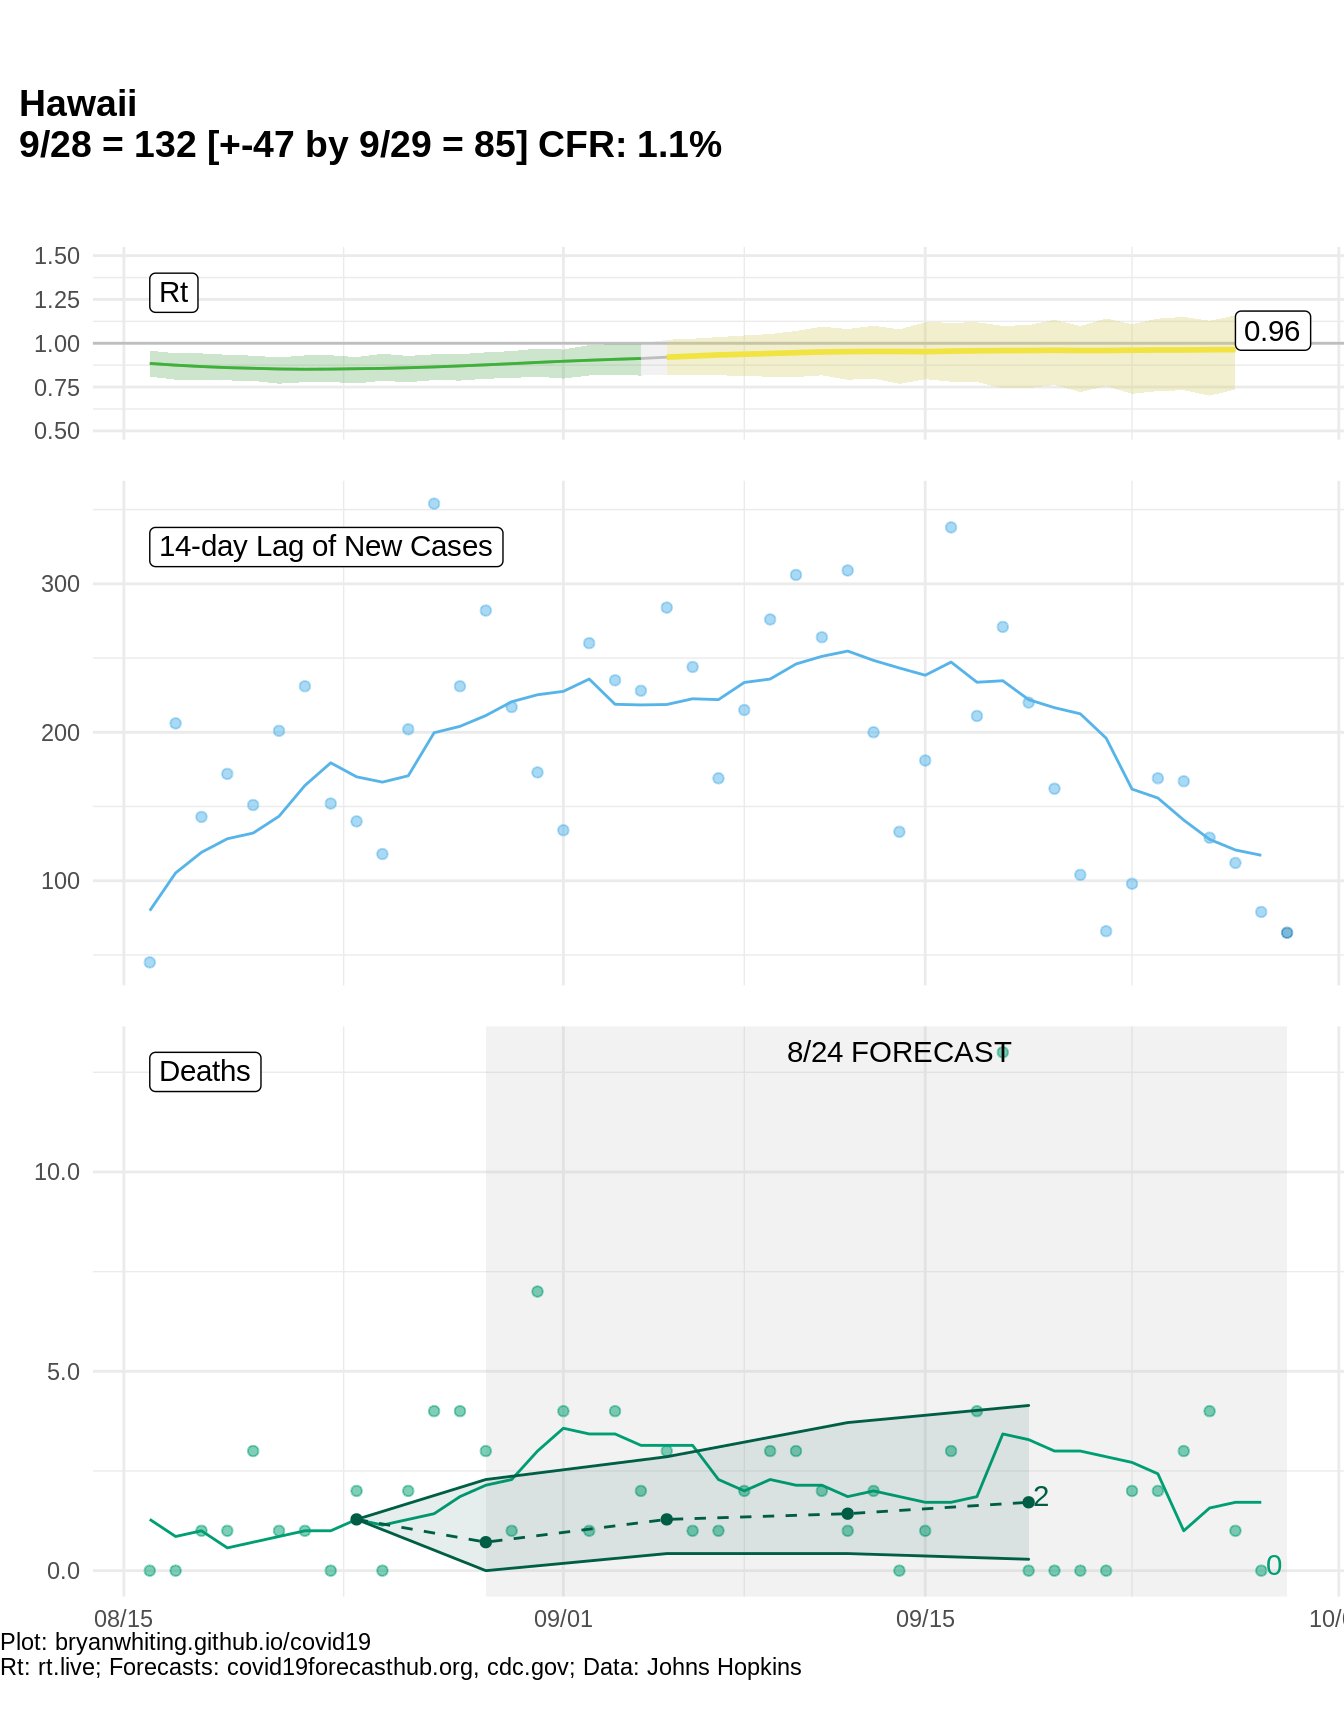 Hawaii
9/28 = 132 [+-47 by 9/29 = 85] CFR: 1.1%
1.50
Rt
1.25
0.96
1.00
0.75
0.50
14-day Lag of New Cases
300
200
100
8/24 FORECAST
Deaths
10.0
5.0
2
0
0.0
08/15 09/01 09/15 10/
Plot: bryanwhiting.github.io/covid19
Rt: rt.live; Forecasts: covid19forecasthub.org, cdc.gov; Data: Johns Hopkins